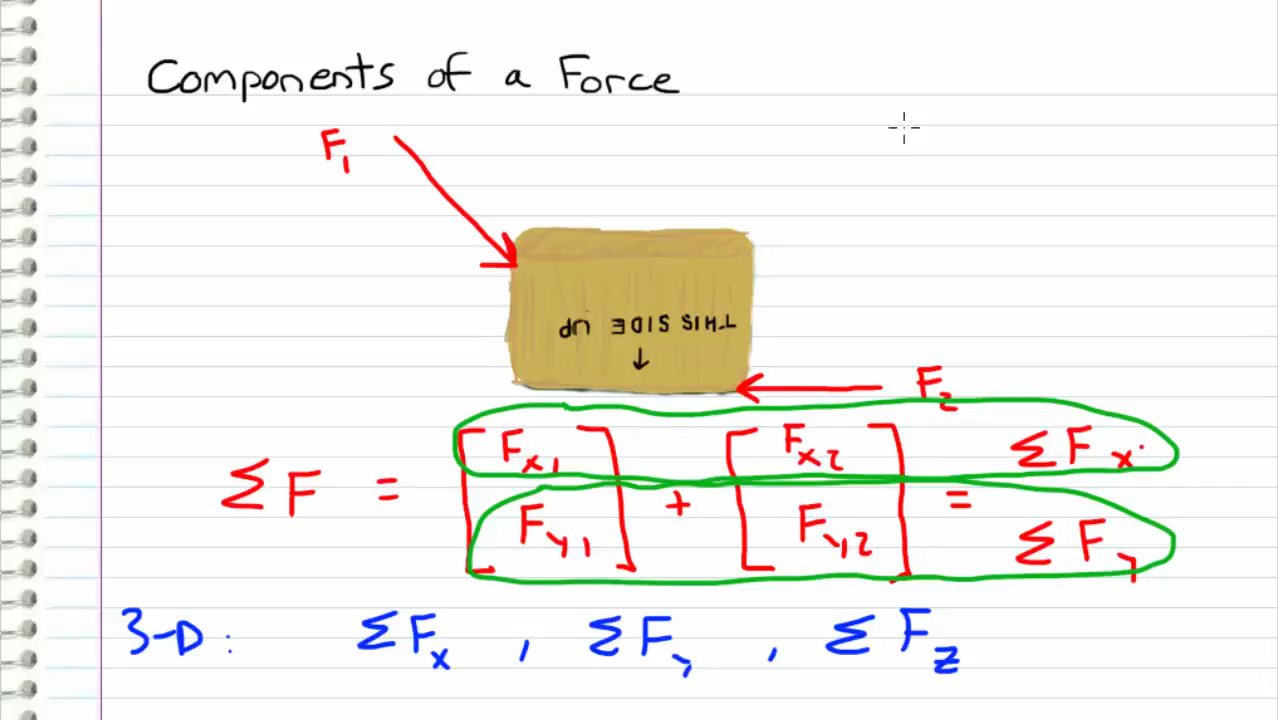 Components of a Force
F₁
THIS SIDE UP
↓
F₂
ΣF = [Fx1 Fy1] + [Fx2 Fy2] = ΣFx ΣFy
3-D: ΣFx , ΣFy , ΣFz